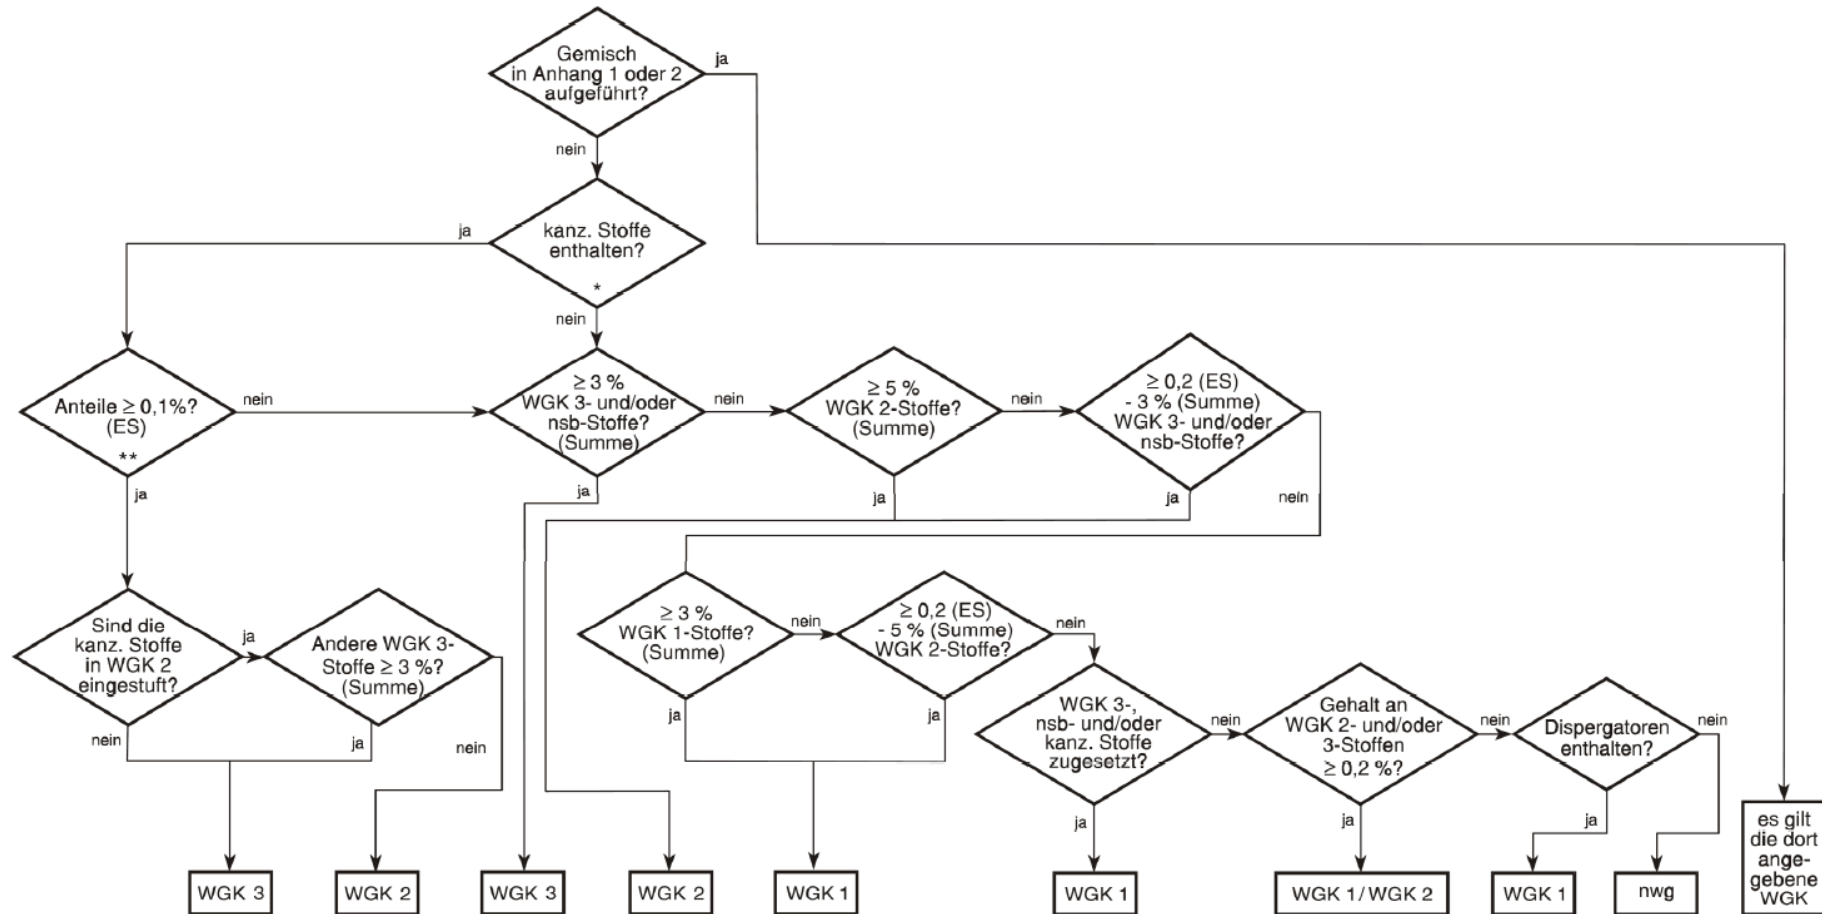 Gemisch
in Anhang 1 oder 2
aufgeführt?
ja
nein
kanz. Stoffe
enthalten?
*
ja
nein
Anteile ≥ 0,1%?
(ES)
**
nein
ja
≥ 3 %
WGK 3- und/oder
nsb-Stoffe?
(Summe)
nein
ja
≥ 5 %
WGK 2-Stoffe?
(Summe)
nein
ja
≥ 0,2 (ES)
- 3 % (Summe)
WGK 3- und/oder
nsb-Stoffe?
ja
nein
Sind die
kanz. Stoffe
in WGK 2
eingestuft?
ja
nein
Andere WGK 3-
Stoffe ≥ 3 %?
(Summe)
ja
nein
≥ 3 %
WGK 1-Stoffe?
(Summe)
nein
ja
≥ 0,2 (ES)
- 5 % (Summe)
WGK 2-Stoffe?
nein
ja
WGK 3-,
nsb- und/oder
kanz. Stoffe
zugesetzt?
nein
ja
Gehalt an
WGK 2- und/oder
3-Stoffen
≥ 0,2 %?
nein
ja
Dispergatoren
enthalten?
nein
ja
WGK 3
WGK 2
WGK 3
WGK 2
WGK 1
WGK 1
WGK 1/WGK 2
WGK 1
nwg
es gilt
die dort
ange-
gebene
WGK